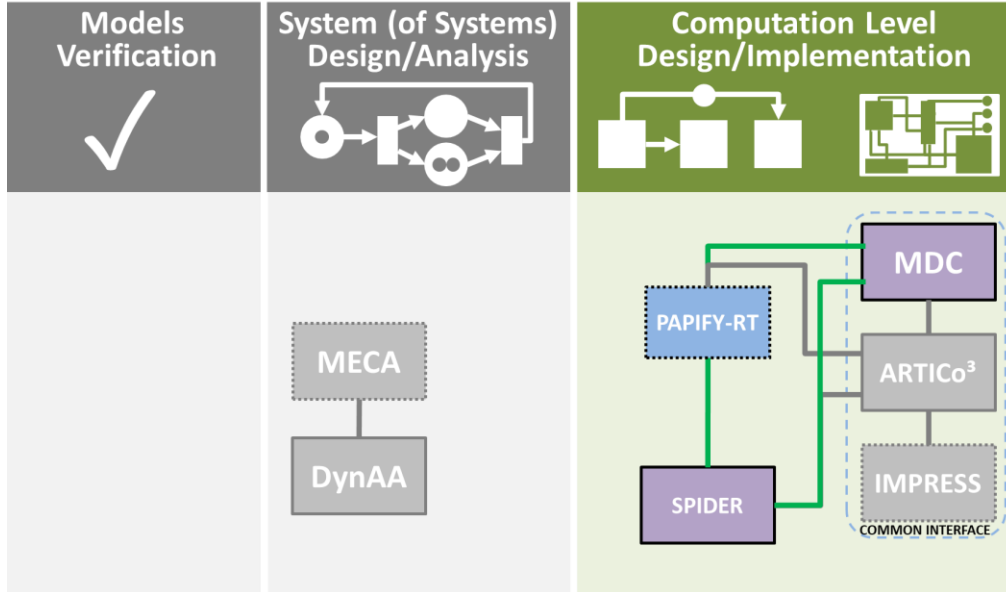 Models
Verification
System (of Systems)
Design/Analysis
Computation Level
Design/Implementation
MDC
PAPIFY-RT
MECA
ARTICo³
DynAA
SPIDER
IMPRESS
COMMON INTERFACE